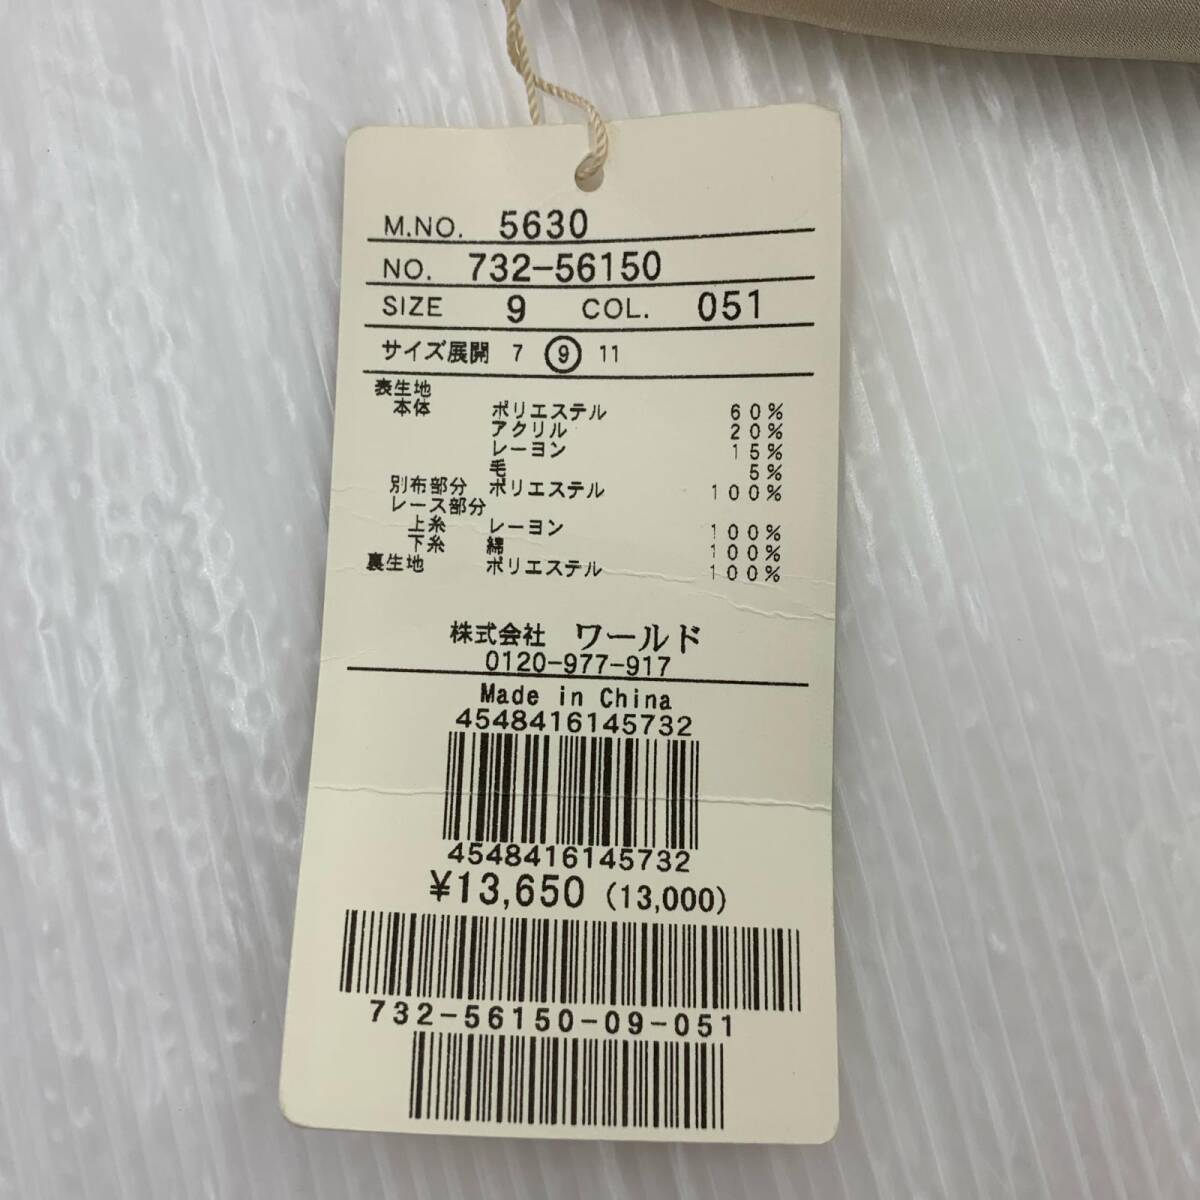 M.NO. 5630
NO. 732-56150
SIZE 9 COL. 051
サイズ展開 7 9 11
表生地
本体 ポリエステル 60%
アクリル 20%
レーヨン 15%
毛 5%
別布部分 ポリエステル 100%
レース部分
上糸 レーヨン 100%
下糸 綿 100%
裏生地 ポリエステル 100%
株式会社 ワールド
0120-977-917
Made in China
4548416145732
4548416145732
¥13,650 (13,000)
732-56150-09-051